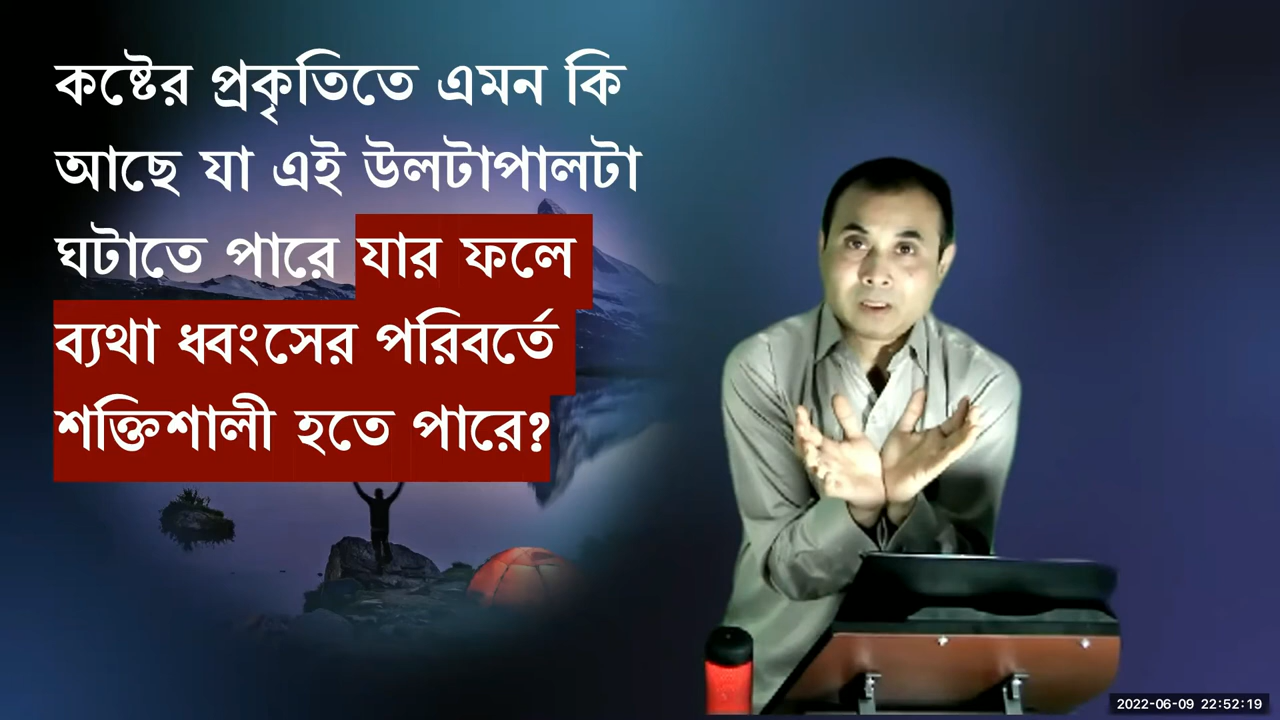 কষ্টের প্রকৃতিতে এমন কি
আছে যা এই উলটাপালটা
ঘটাতে পারে যার ফলে
ব্যথা ধ্বংসের পরিবর্তে
শক্তিশালী হতে পারে?
2022-06-09 22:52:19